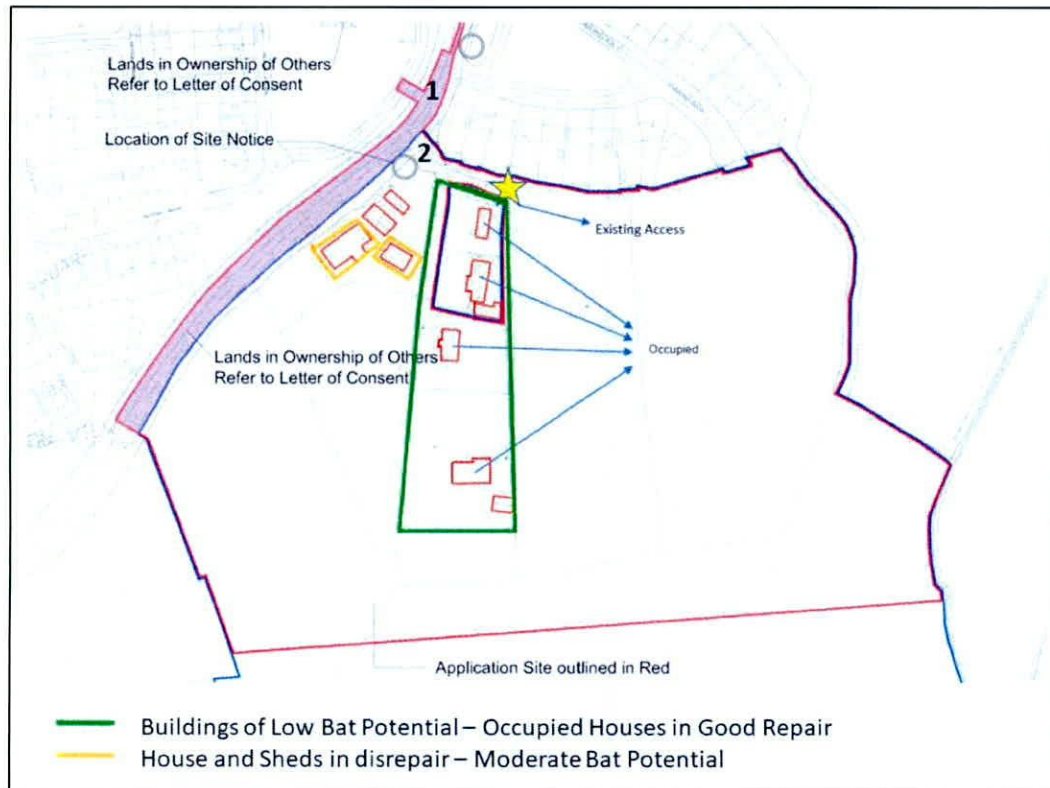 Lands in Ownership of Others
Refer to Letter of Consent
1
Location of Site Notice
2
Existing Access
Occupied
Lands in Ownership of Others
Refer to Letter of Consent
Application Site outlined in Red
Buildings of Low Bat Potential – Occupied Houses in Good Repair
House and Sheds in disrepair – Moderate Bat Potential